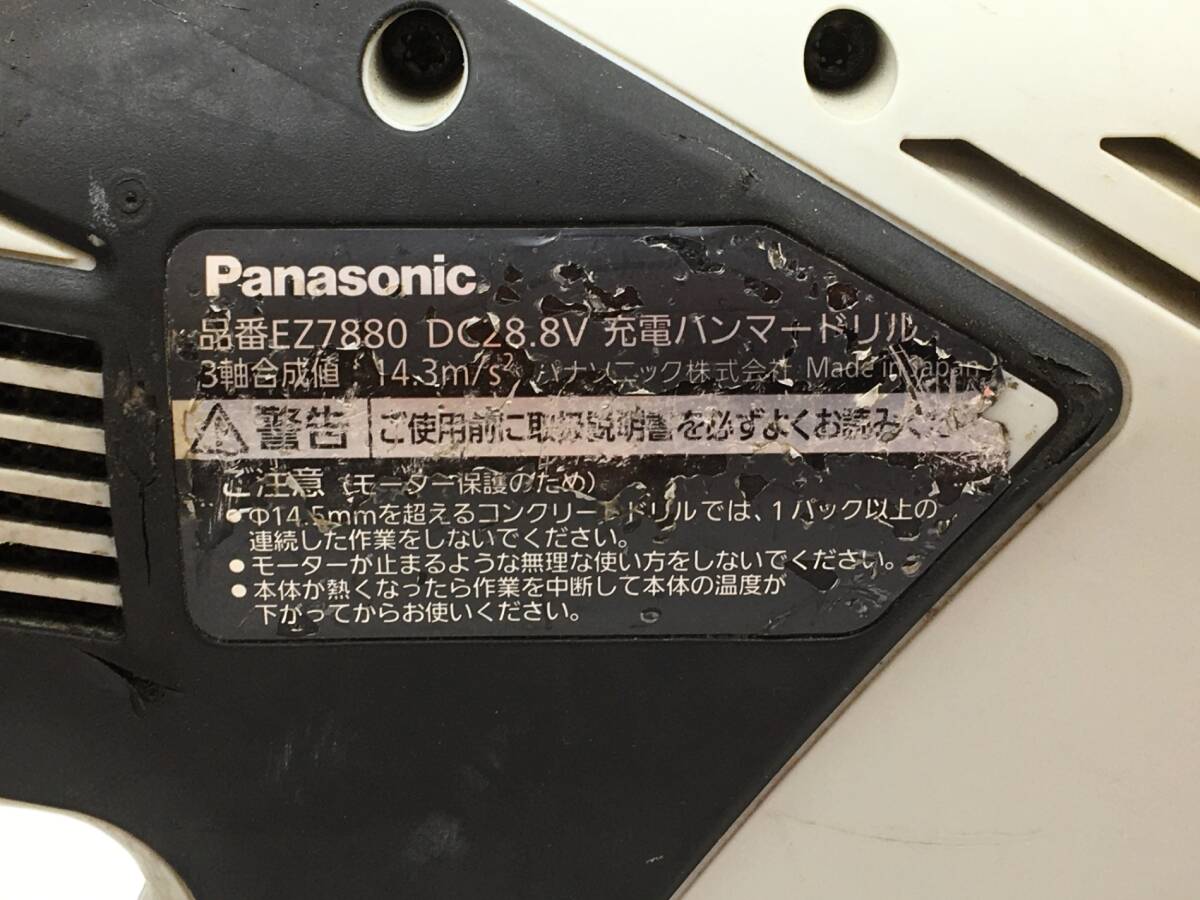 Panasonic
品番EZ7880 DC28.8V 充電ハンマードリル
3軸合成値 14.3m/s² パナソニック株式会社 Made in Japan
警告 ご使用前に取扱説明書を必ずよくお読み
ご注意 (モーター保護のため)
●Φ14.5mmを超えるコンクリートドリルでは、1パック以上の
連続した作業をしないでください。
●モーターが止まるような無理な使い方をしないでください。
●本体が熱くなったら作業を中断して本体の温度が
下がってからお使いください。